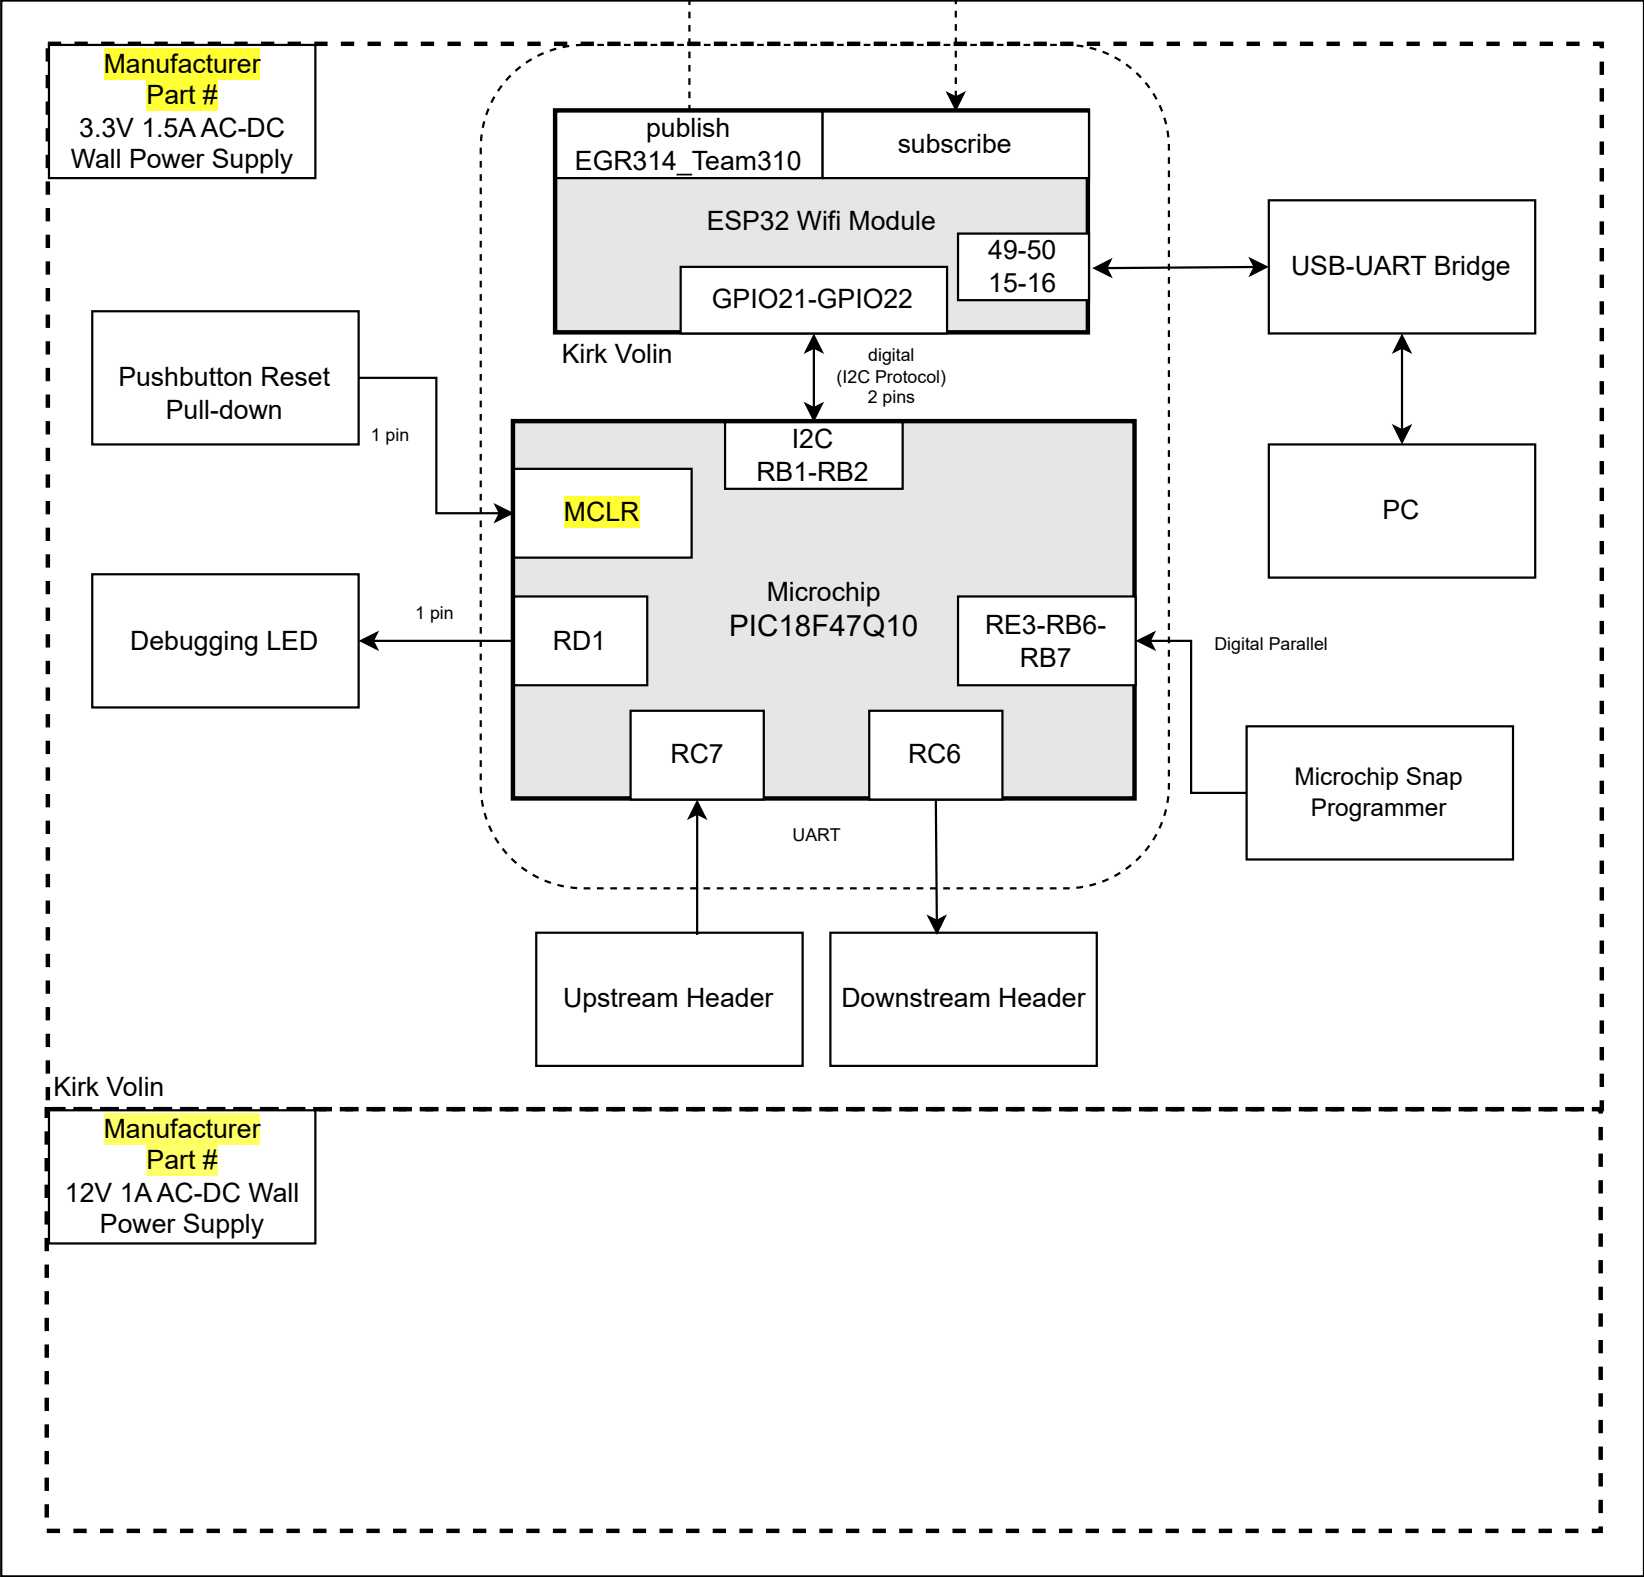 Manufacturer
Part #
3.3V 1.5A AC-DC
Wall Power Supply
publish
EGR314_Team310
subscribe
ESP32 Wifi Module
49-50
15-16
GPIO21-GPIO22
USB-UART Bridge
Kirk Volin
digital
(I2C Protocol)
2 pins
Pushbutton Reset
Pull-down
1 pin
I2C
RB1-RB2
MCLR
PC
Microchip
PIC18F47Q10
Debugging LED
1 pin
RD1
RE3-RB6-
RB7
Digital Parallel
RC7
RC6
Microchip Snap
Programmer
UART
Upstream Header
Downstream Header
Kirk Volin
Manufacturer
Part #
12V 1A AC-DC Wall
Power Supply